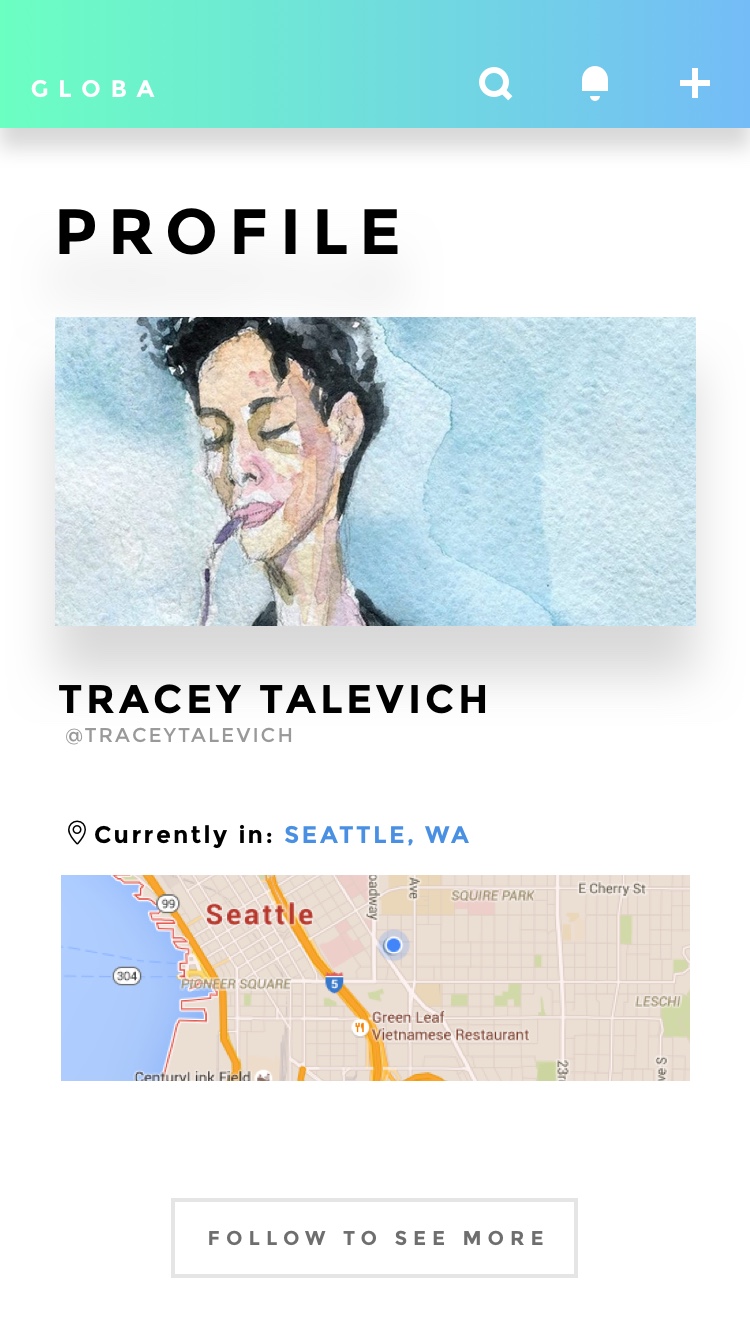 GLOBA
PROFILE
TRACEY TALEVICH
@TRACEYTALEVICH
Currently in: SEATTLE, WA
99
Seattle
oadway
Ave
SQUIRE PARK
E Cherry St
304
PIONEER SQUARE
5
LESCHI
Green Leaf
Vietnamese Restaurant
CenturyLink Field
23r
ve S
FOLLOW TO SEE MORE